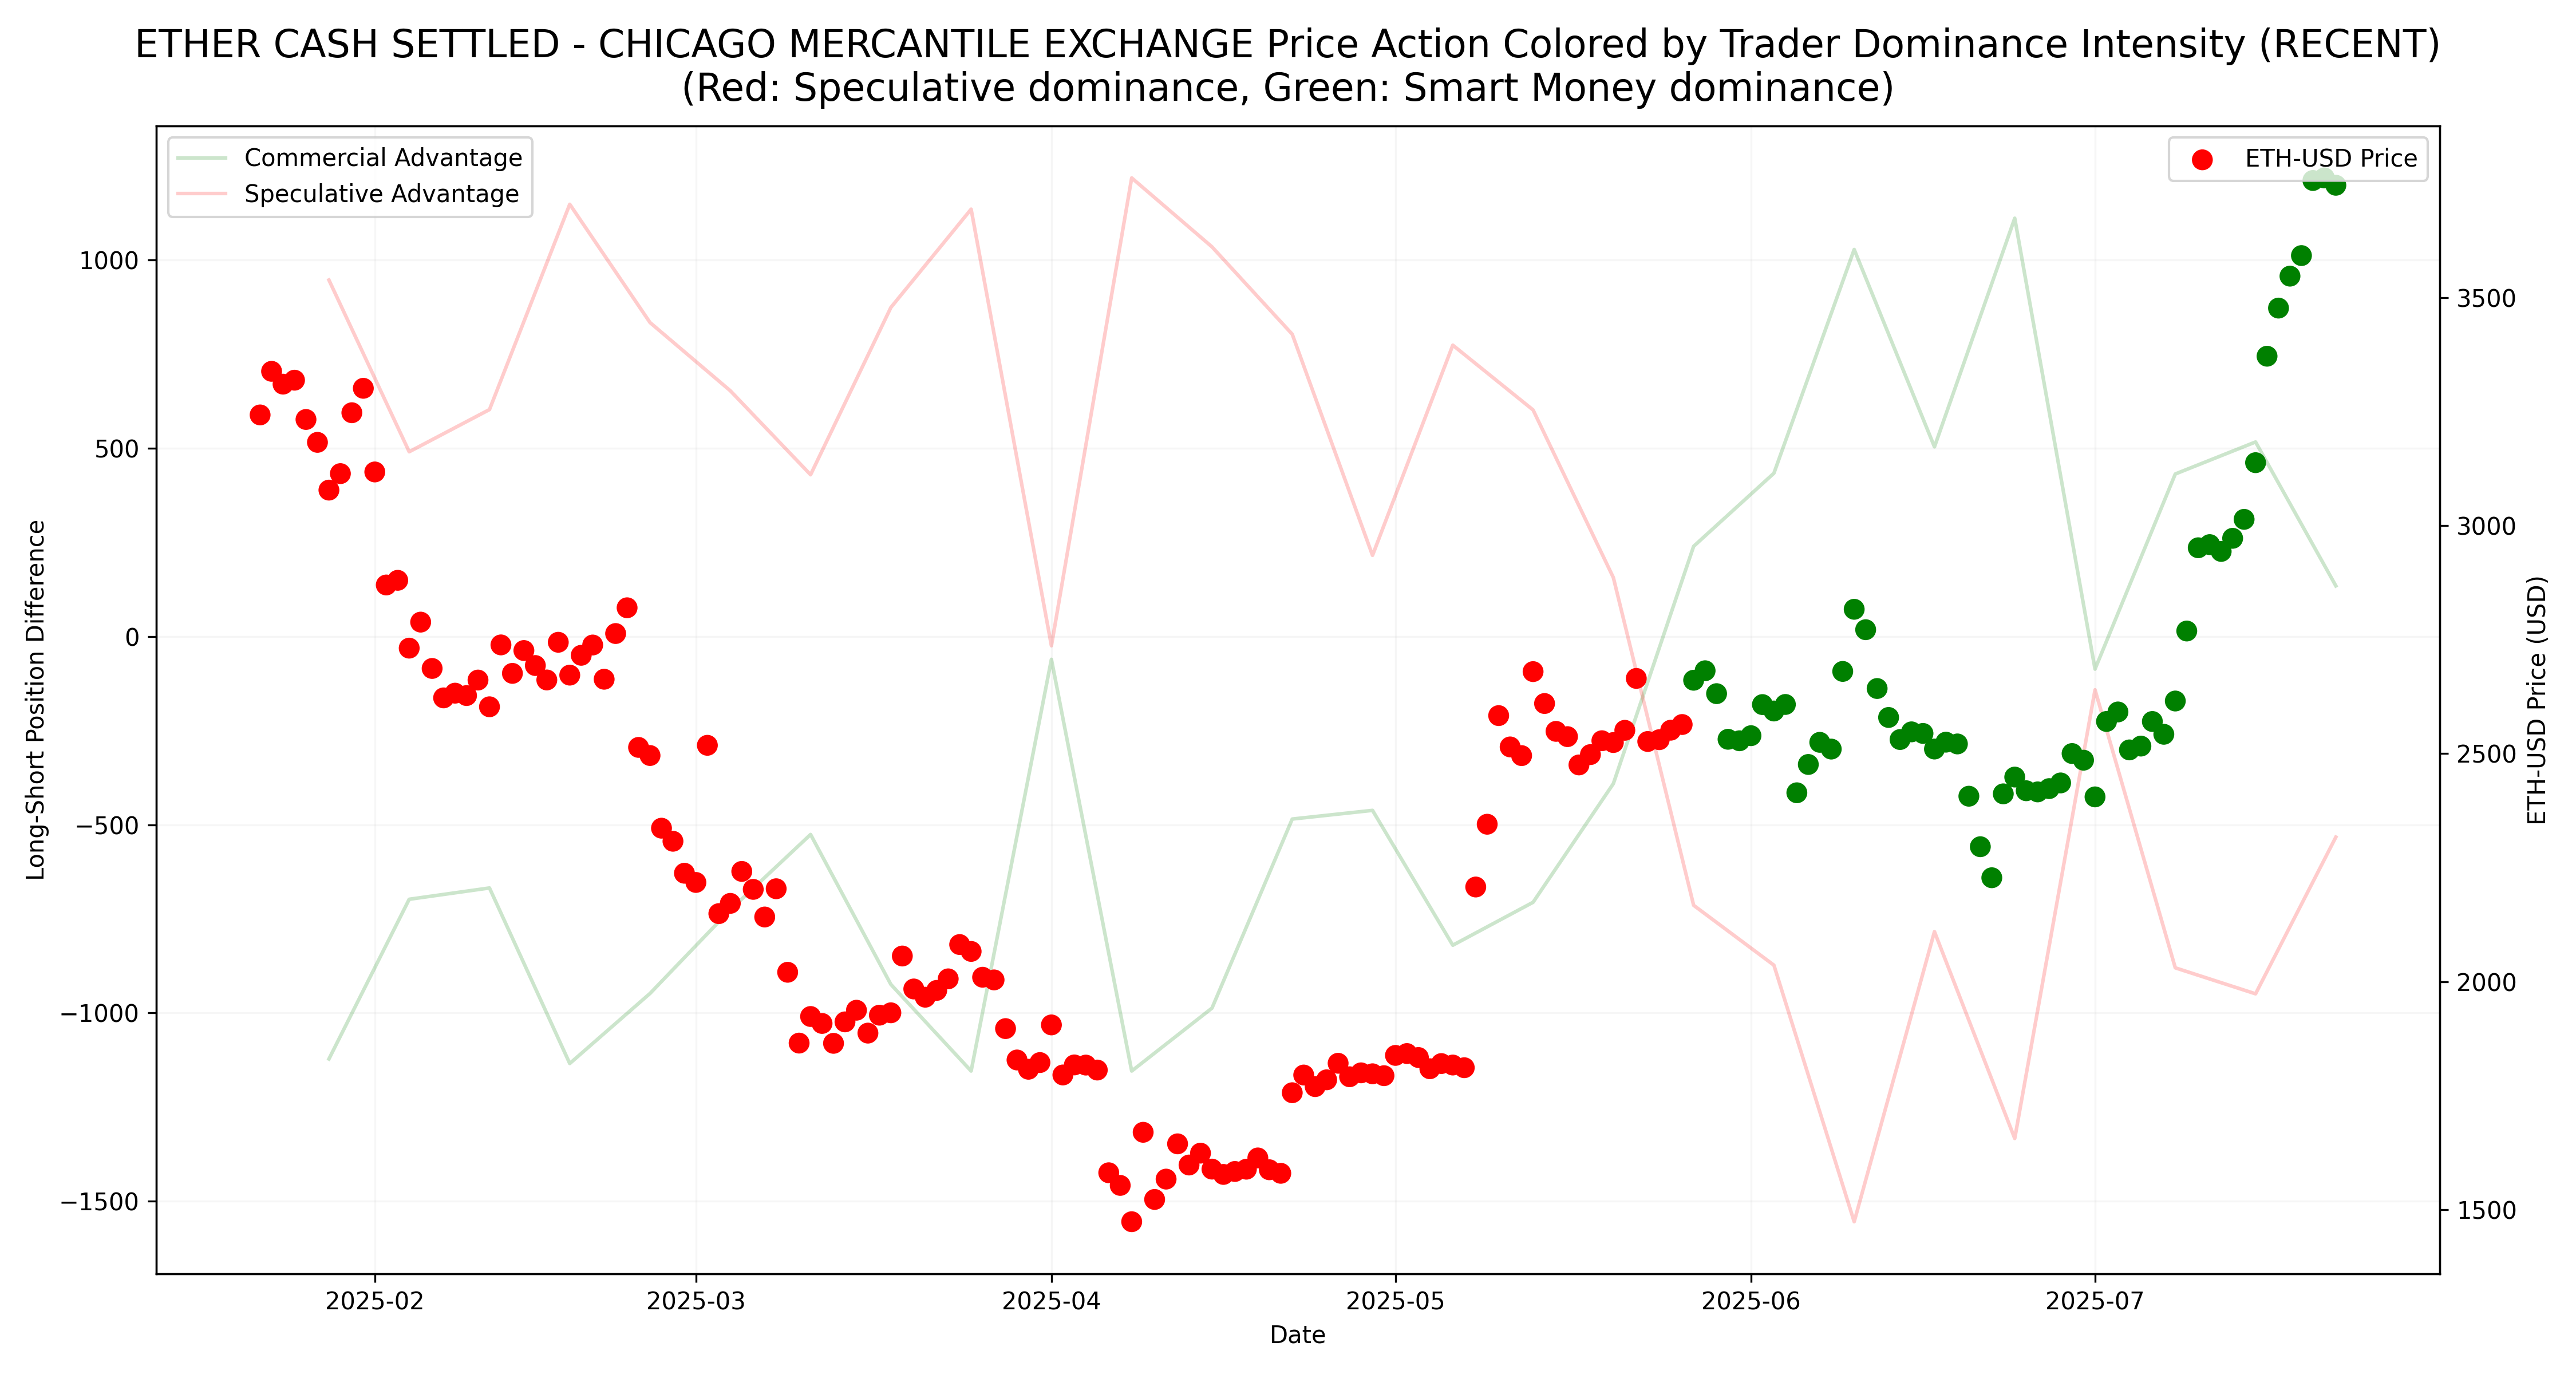 ETHER CASH SETTLED - CHICAGO MERCANTILE EXCHANGE Price Action Colored by Trader Dominance Intensity (RECENT)
(Red: Speculative dominance, Green: Smart Money dominance)
Commercial Advantage
Speculative Advantage
ETH-USD Price
1000
500
0
−500
−1000
−1500
Long-Short Position Difference
3500
3000
2500
2000
1500
ETH-USD Price (USD)
2025-02
2025-03
2025-04
2025-05
2025-06
2025-07
Date